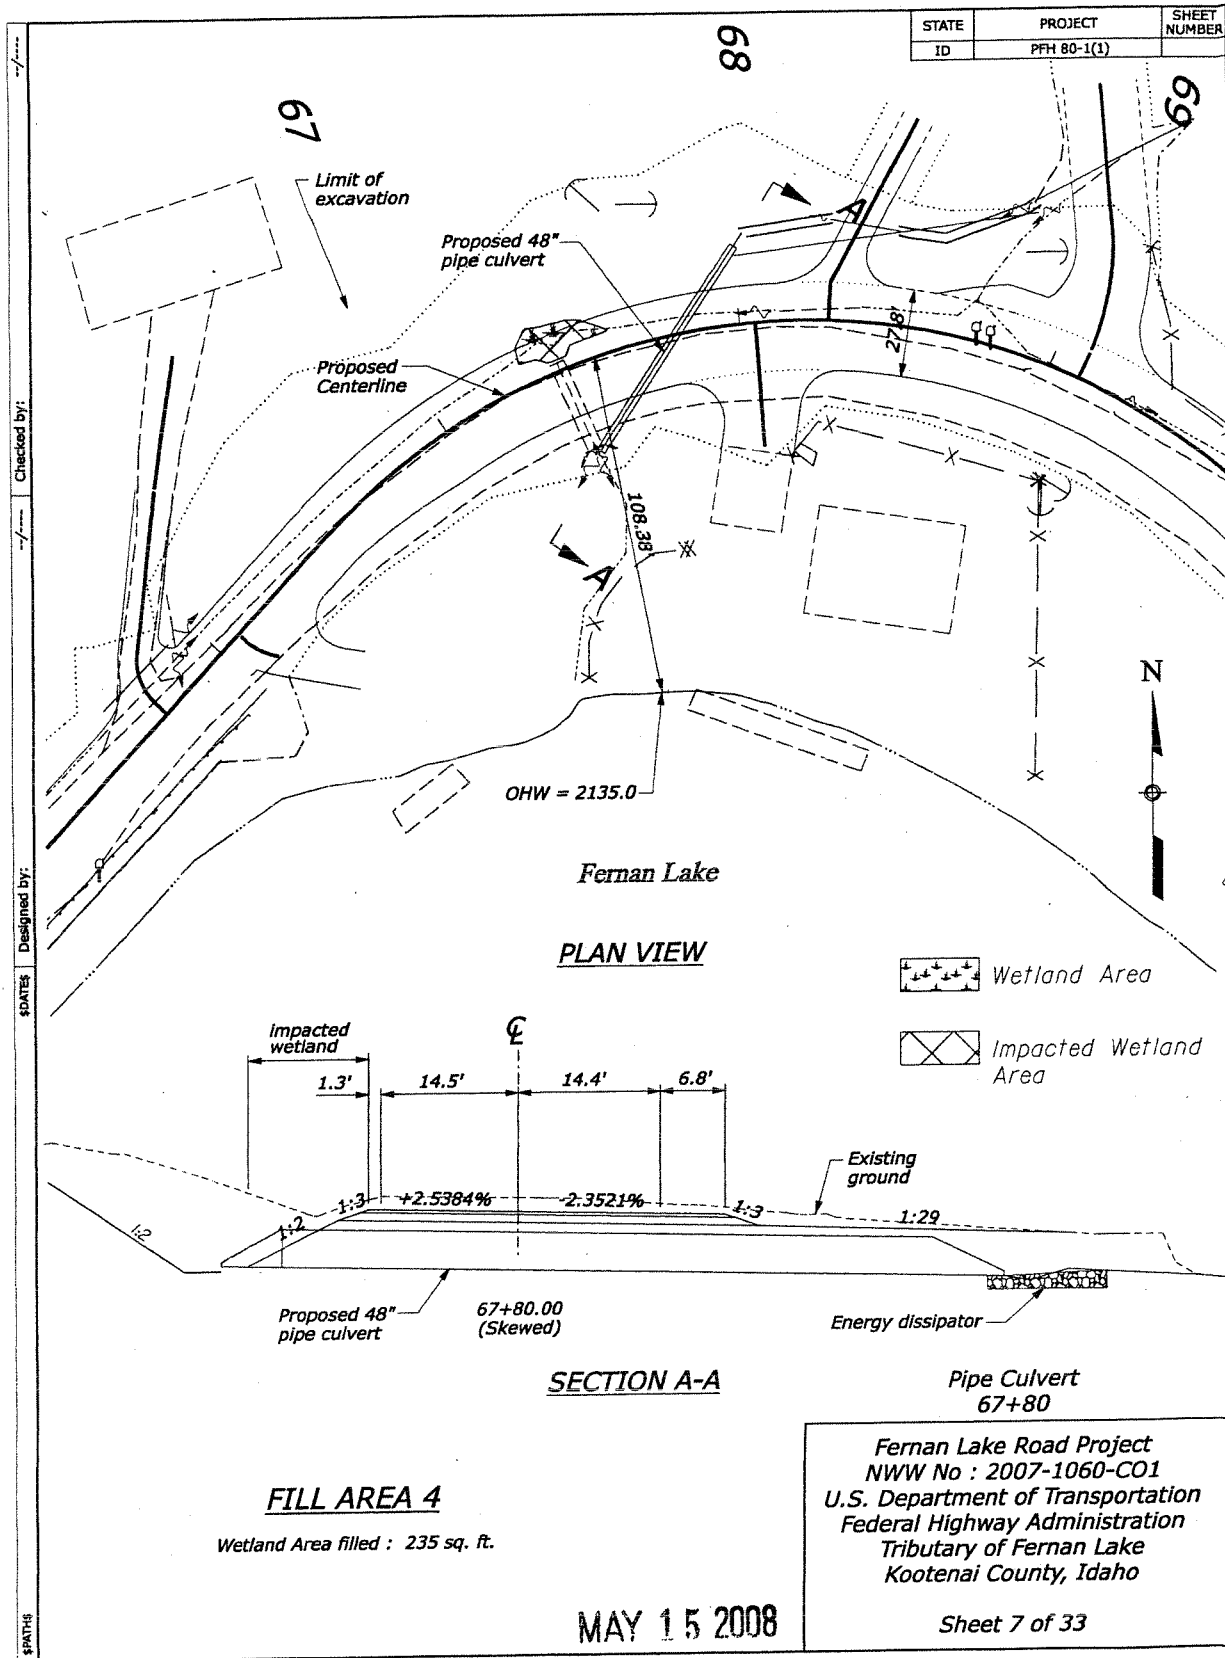 STATE PROJECT SHEET NUMBER
ID PFH 80-1(1)
67
68
69
Limit of
excavation
Proposed 48"
pipe culvert
A
Proposed
Centerline
27.8'
108.38'
A
N
OHW = 2135.0
Fernan Lake
PLAN VIEW
Wetland Area
Impacted Wetland
Area
impacted
wetland
CL
1.3' 14.5' 14.4' 6.8'
Existing
ground
1:2 1:2 1:3 +2.5384% -2.3521% 1:3 1:29
Proposed 48"
pipe culvert
67+80.00
(Skewed)
Energy dissipator
SECTION A-A
Pipe Culvert
67+80
FILL AREA 4
Wetland Area filled : 235 sq. ft.
Fernan Lake Road Project
NWW No : 2007-1060-CO1
U.S. Department of Transportation
Federal Highway Administration
Tributary of Fernan Lake
Kootenai County, Idaho
Sheet 7 of 33
MAY 15 2008
--/---- Checked by:
--/---- Designed by:
$DATE$
$PATH$